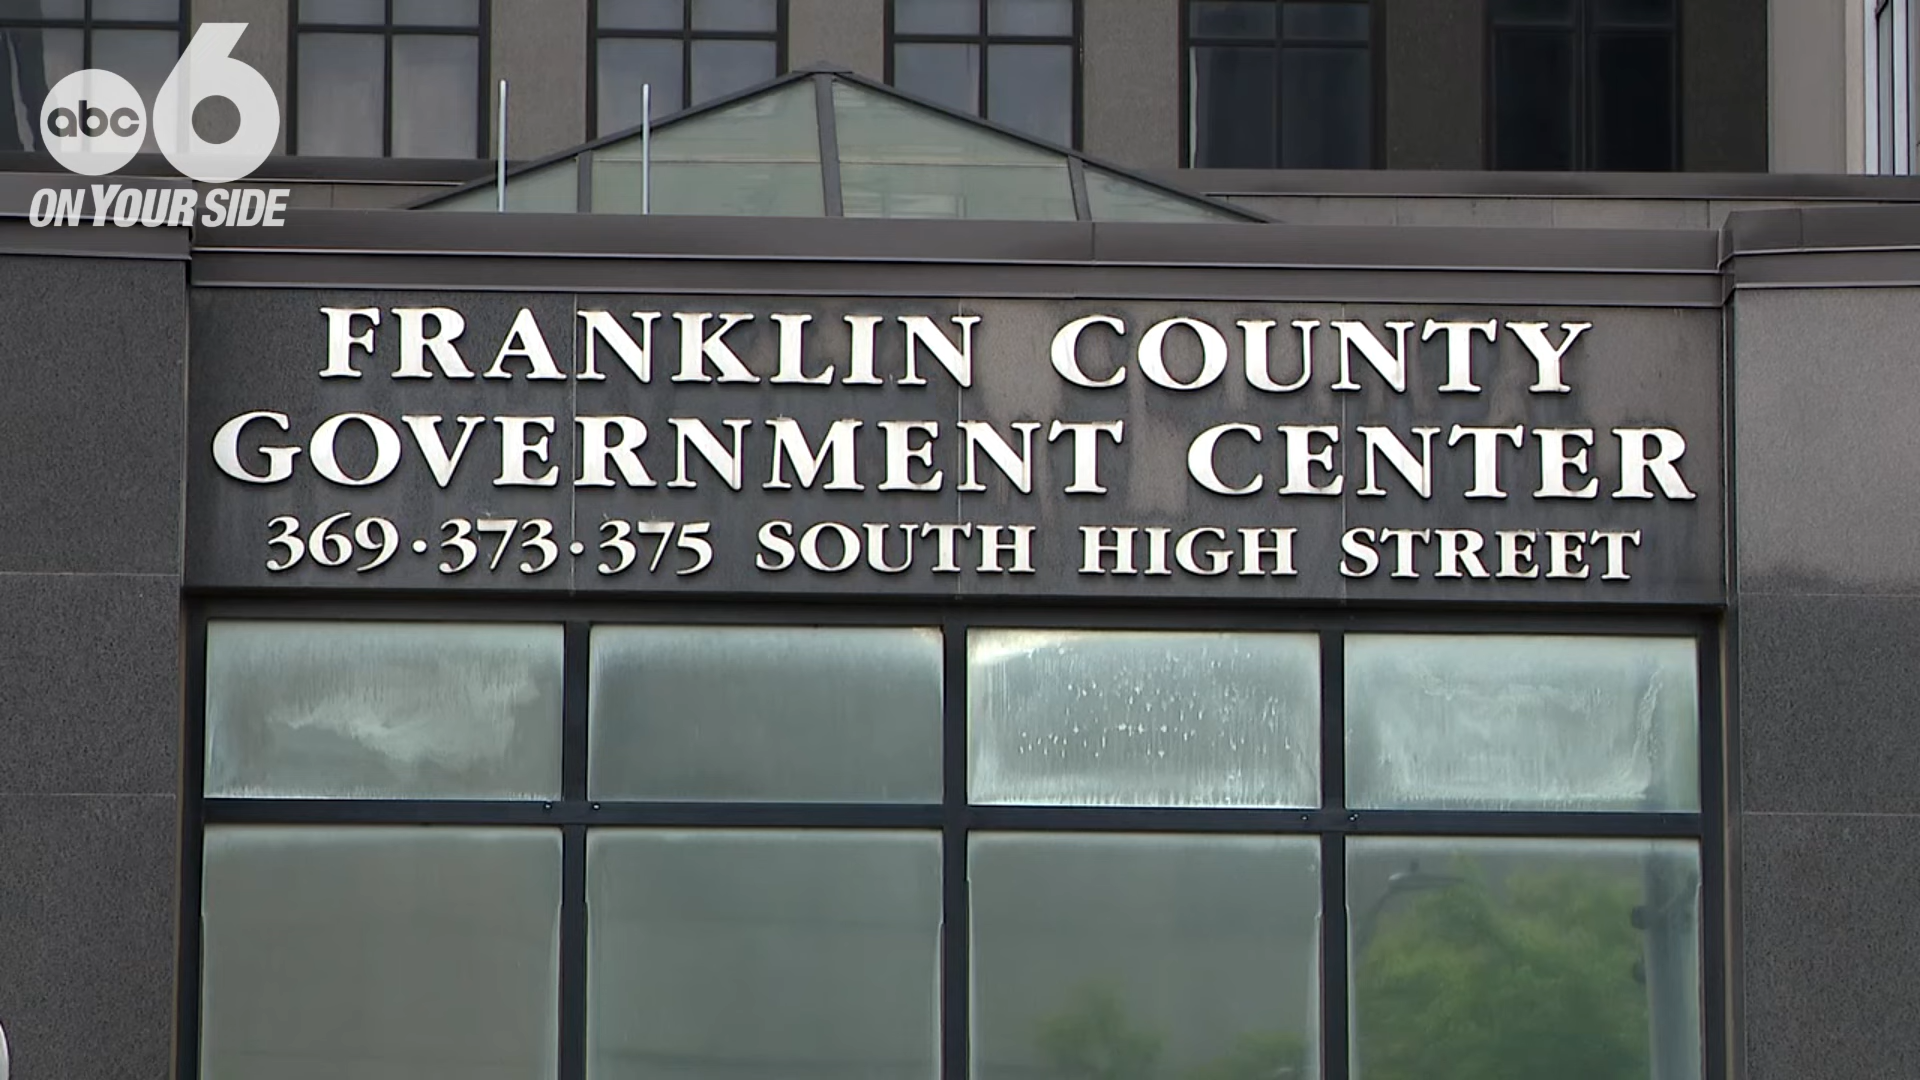 abc 6
ON YOUR SIDE
FRANKLIN COUNTY
GOVERNMENT CENTER
369·373·375 SOUTH HIGH STREET